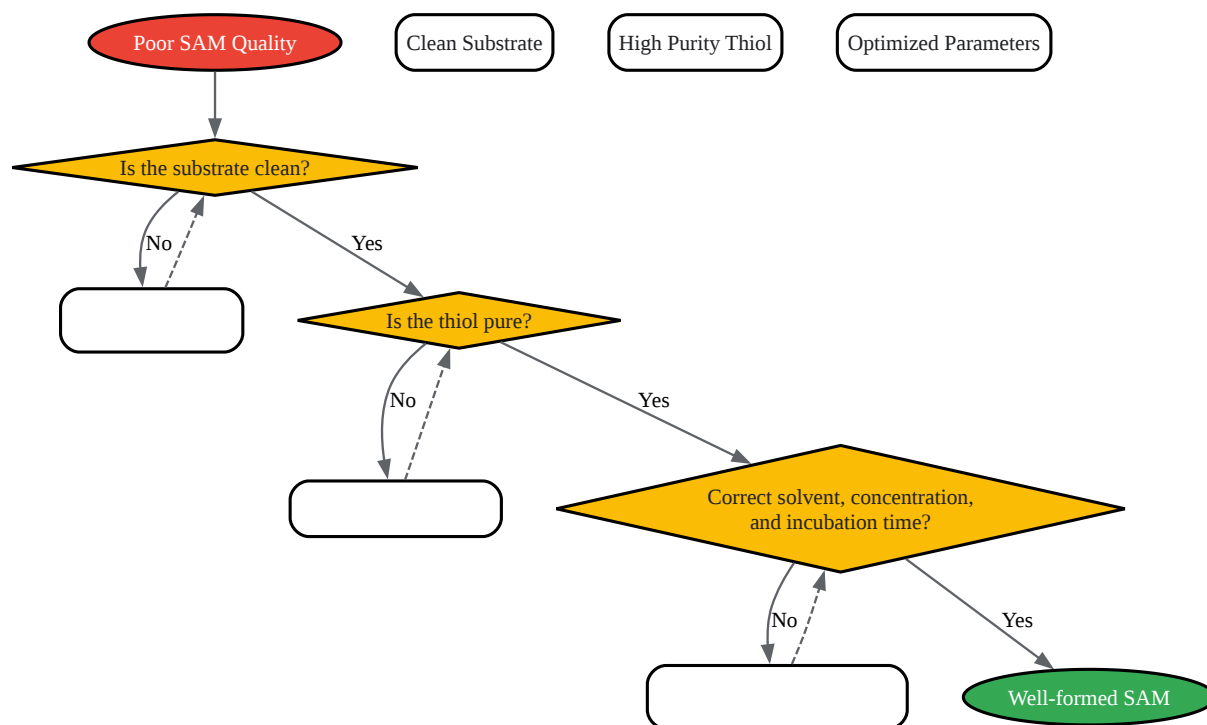 Poor SAM Quality
Clean Substrate
High Purity Thiol
Optimized Parameters
Is the substrate clean?
No
Yes
Is the thiol pure?
No
Yes
Correct solvent, concentration,
and incubation time?
No
Yes
Well-formed SAM